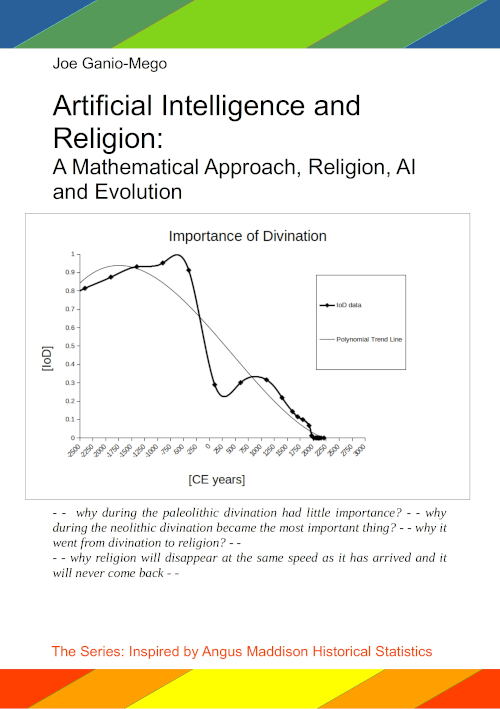 Joe Ganio-Mego
Artificial Intelligence and
Religion:
A Mathematical Approach, Religion, AI
and Evolution
Importance of Divination
1
0.9
0.8
0.7
0.6
0.5
0.4
0.3
0.2
0.1
0
[IoD]
IoD data
Polynomial Trend Line
-2500
-2250
-2000
-1750
-1500
-1250
-1000
-750
-500
-250
0
250
500
750
1000
1250
1500
1750
2000
2250
2500
2750
3000
[CE years]
- - why during the paleolithic divination had little importance? - - why
during the neolithic divination became the most important thing? - - why it
went from divination to religion? - -
- - why religion will disappear at the same speed as it has arrived and it
will never come back - -
The Series: Inspired by Angus Maddison Historical Statistics